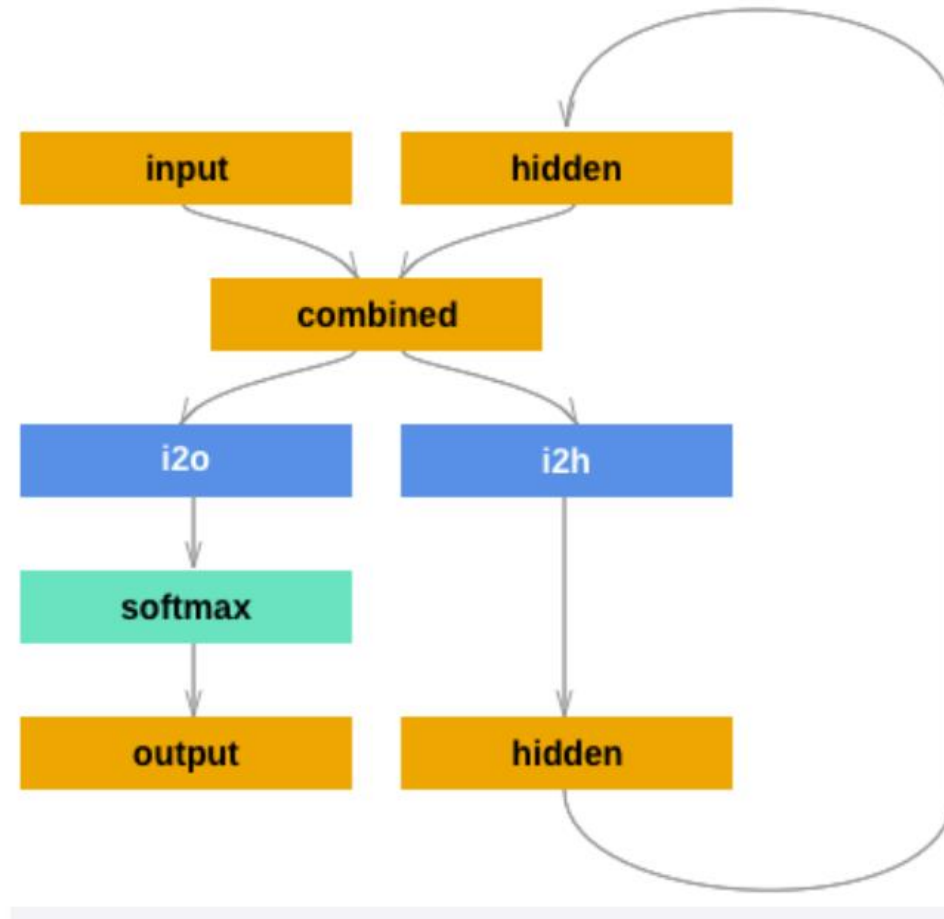 input
hidden
combined
i2o
i2h
softmax
output
hidden